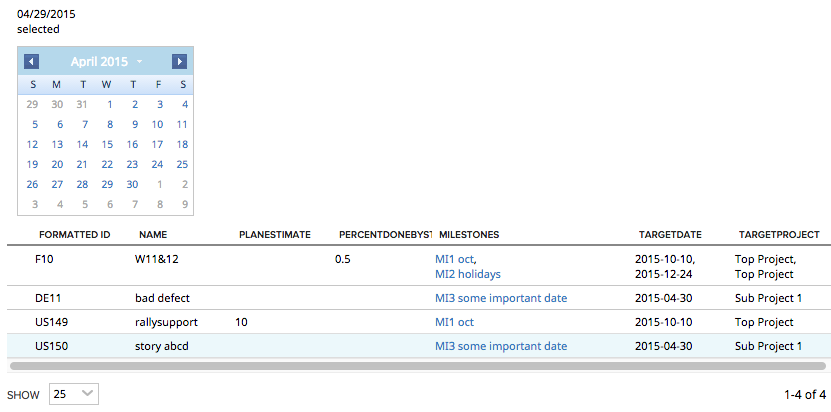 04/29/2015
selected
April 2015
S M T W T F S
29 30 31 1 2 3 4
5 6 7 8 9 10 11
12 13 14 15 16 17 18
19 20 21 22 23 24 25
26 27 28 29 30 1 2
3 4 5 6 7 8 9
FORMATTED ID NAME PLANESTIMATE PERCENTDONEBYST MILESTONES TARGETDATE TARGETPROJECT
F10 W11&12 0.5 MI1 oct, 2015-10-10, Top Project,
MI2 holidays 2015-12-24 Top Project
DE11 bad defect MI3 some important date 2015-04-30 Sub Project 1
US149 rallysupport 10 MI1 oct 2015-10-10 Top Project
US150 story abcd MI3 some important date 2015-04-30 Sub Project 1
SHOW 25 1-4 of 4